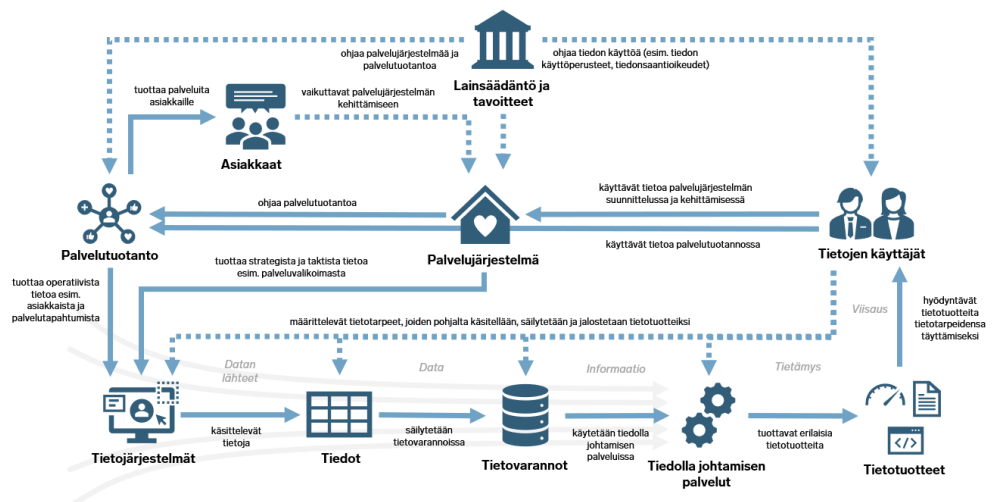 ohjaa palvelujärjestelmää ja
palvelutuotantoa
ohjaa tiedon käyttöä (esim. tiedon
käyttöperusteet, tiedonsaantioikeudet)
Lainsäädäntö ja
tavoitteet
tuottaa palveluita
asiakkaille
vaikuttavat palvelujärjestelmän
kehittämiseen
Asiakkaat
ohjaa palvelutuotantoa
käyttävät tietoa palvelujärjestelmän
suunnittelussa ja kehittämisessä
käyttävät tietoa palvelutuotannossa
Palvelutuotanto
Palvelujärjestelmä
Tietojen käyttäjät
tuottaa operatiivista
tietoa esim.
asiakkaista ja
palvelutapahtumista
tuottaa strategista ja taktista tietoa
esim. palveluvalikoimasta
määrittelevät tietotarpeet, joiden pohjalta käsitellään, säilytetään ja jalostetaan tietotuotteiksi
Viisaus
hyödyntävät
tietotuotteita
tietotarpeidensa
täyttämiseksi
Datan
lähteet
Data
Informaatio
Tietämys
käsittelevät
tietoja
säilytetään
tietovarannoissa
käytetään tiedolla
johtamisen
palveluissa
tuottavat erilaisia
tietotuotteita
Tietojärjestelmät
Tiedot
Tietovarannot
Tiedolla johtamisen
palvelut
Tietotuotteet